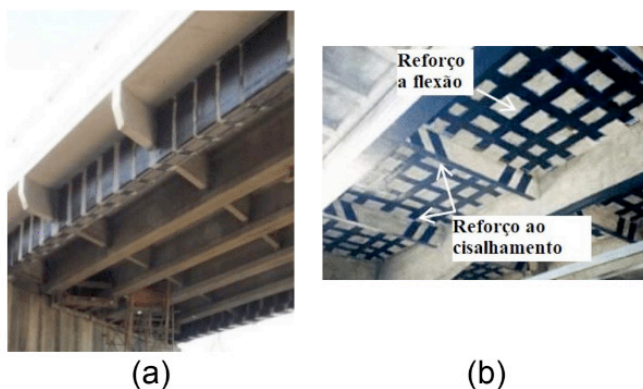 Reforço
a flexão
Reforço ao
cisalhamento
(a)
(b)